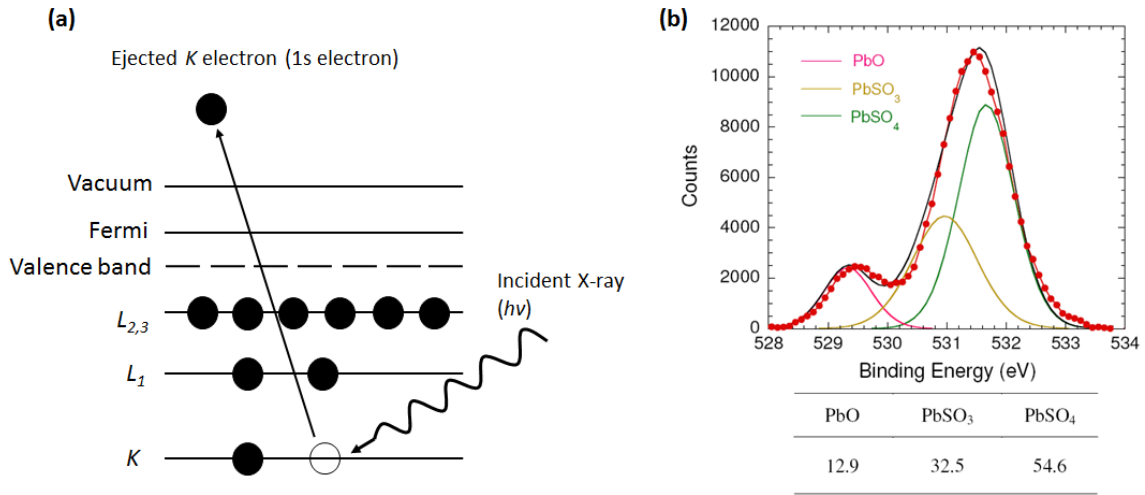 (a)
Ejected K electron (1s electron)
Vacuum
Fermi
Valence band
Incident X-ray
(hv)
L2,3
L1
K
(b)
12000
10000
8000
6000
4000
2000
0
Counts
PbO
PbSO3
PbSO4
528 529 530 531 532 533 534
Binding Energy (eV)
PbO PbSO3 PbSO4
12.9 32.5 54.6